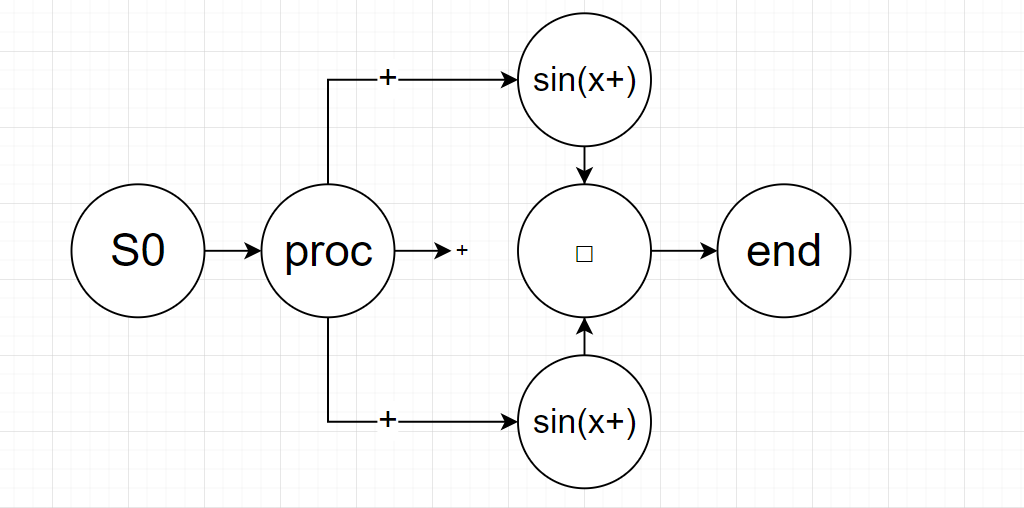 +
sin(x+)
S0
proc
+
□
end
+
sin(x+)